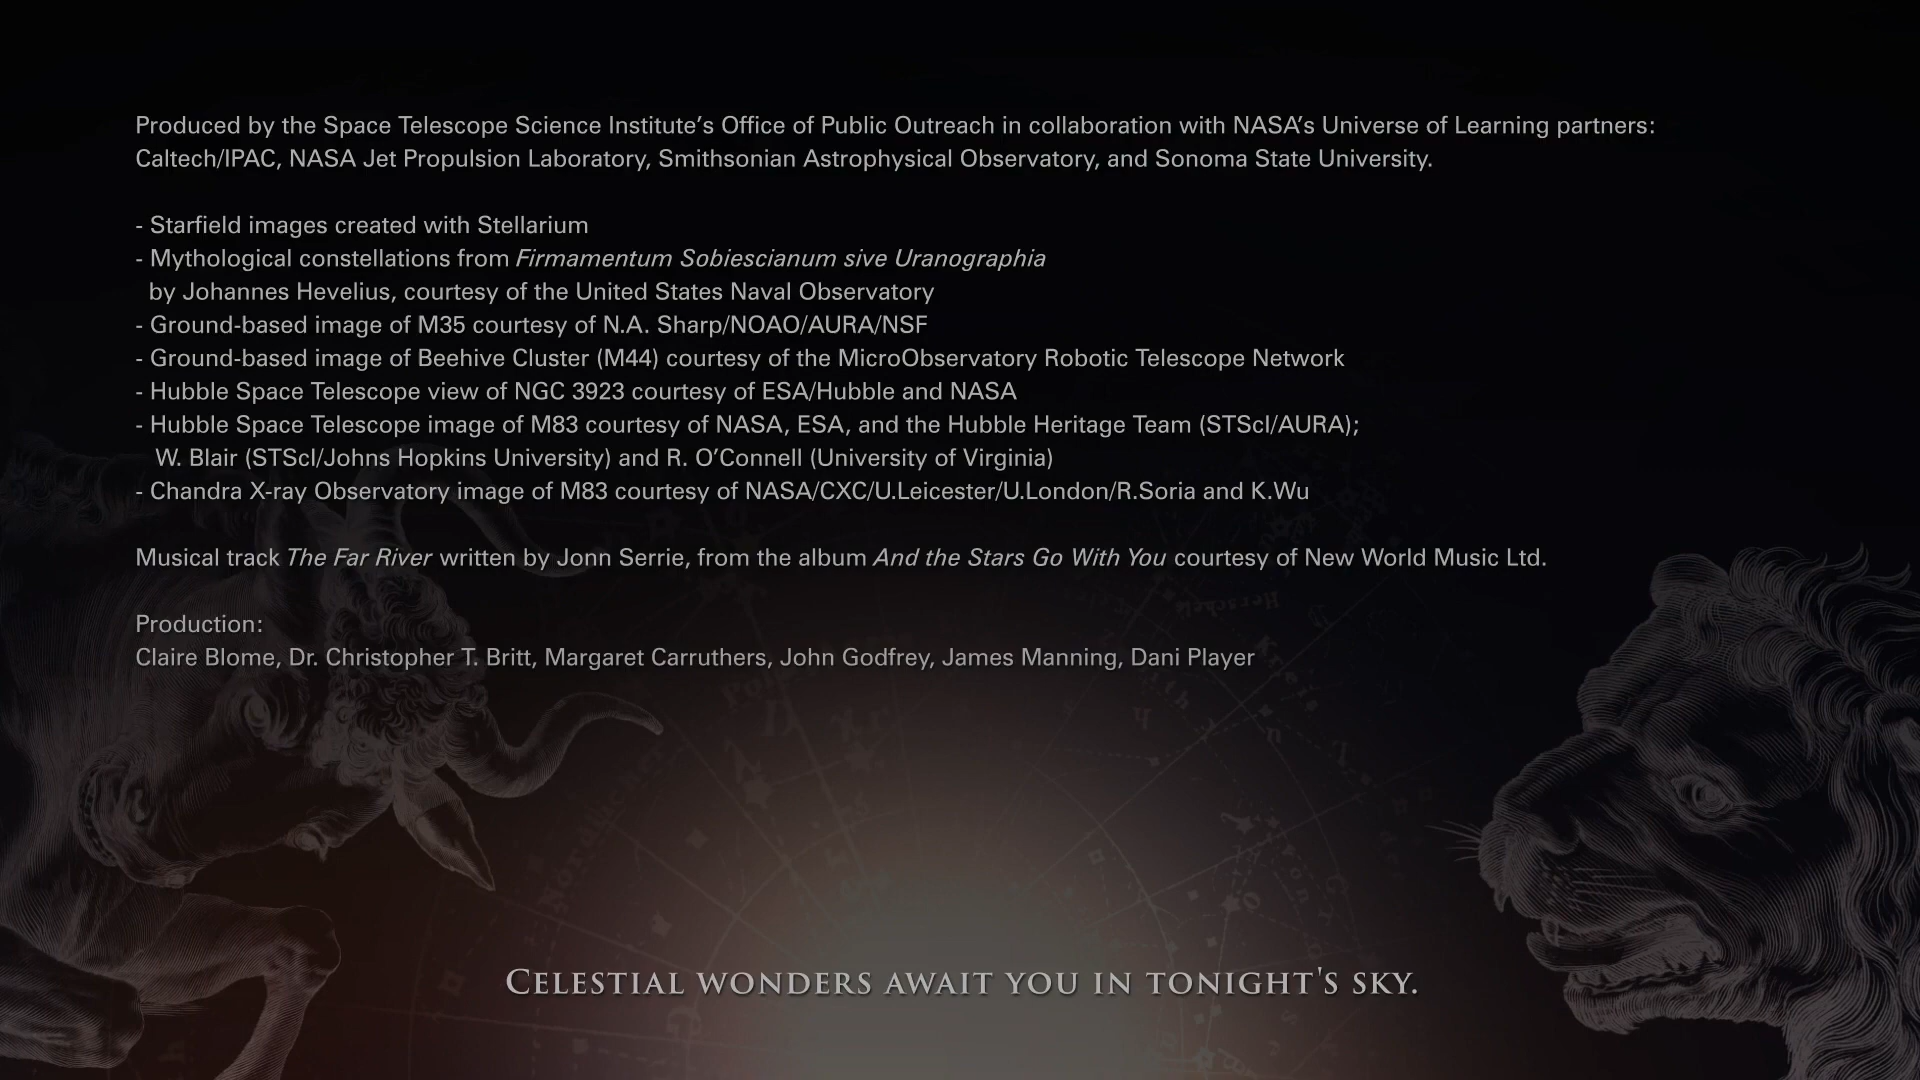 Produced by the Space Telescope Science Institute’s Office of Public Outreach in collaboration with NASA’s Universe of Learning partners:
Caltech/IPAC, NASA Jet Propulsion Laboratory, Smithsonian Astrophysical Observatory, and Sonoma State University.
- Starfield images created with Stellarium
- Mythological constellations from Firmamentum Sobiescianum sive Uranographia
by Johannes Hevelius, courtesy of the United States Naval Observatory
- Ground-based image of M35 courtesy of N.A. Sharp/NOAO/AURA/NSF
- Ground-based image of Beehive Cluster (M44) courtesy of the MicroObservatory Robotic Telescope Network
- Hubble Space Telescope view of NGC 3923 courtesy of ESA/Hubble and NASA
- Hubble Space Telescope image of M83 courtesy of NASA, ESA, and the Hubble Heritage Team (STScI/AURA);
W. Blair (STScI/Johns Hopkins University) and R. O’Connell (University of Virginia)
- Chandra X-ray Observatory image of M83 courtesy of NASA/CXC/U.Leicester/U.London/R.Soria and K.Wu
Musical track The Far River written by Jonn Serrie, from the album And the Stars Go With You courtesy of New World Music Ltd.
Production:
Claire Blome, Dr. Christopher T. Britt, Margaret Carruthers, John Godfrey, James Manning, Dani Player
Celestial wonders await you in tonight's sky.